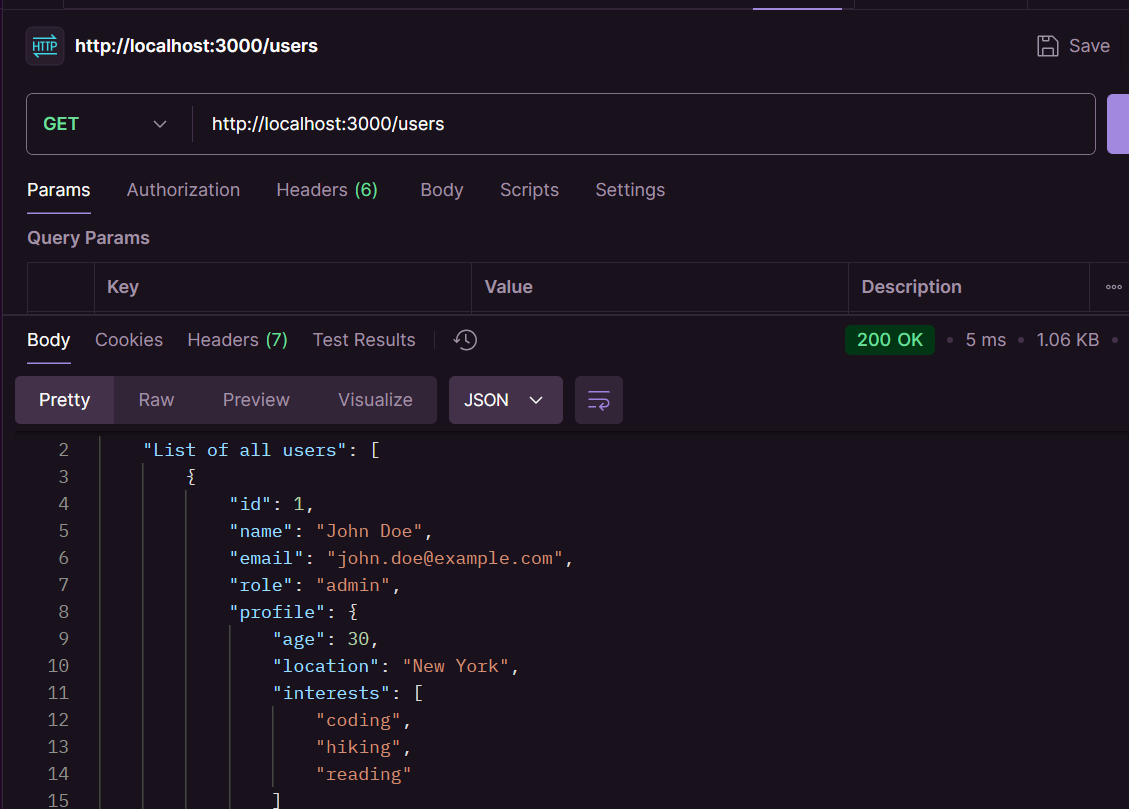 HTTP http://localhost:3000/users Save
GET http://localhost:3000/users
Params Authorization Headers (6) Body Scripts Settings
Query Params
Key Value Description
Body Cookies Headers (7) Test Results 200 OK • 5 ms • 1.06 KB •
Pretty Raw Preview Visualize JSON
2 "List of all users": [
3 {
4 "id": 1,
5 "name": "John Doe",
6 "email": "john.doe@example.com",
7 "role": "admin",
8 "profile": {
9 "age": 30,
10 "location": "New York",
11 "interests": [
12 "coding",
13 "hiking",
14 "reading"
15 ]